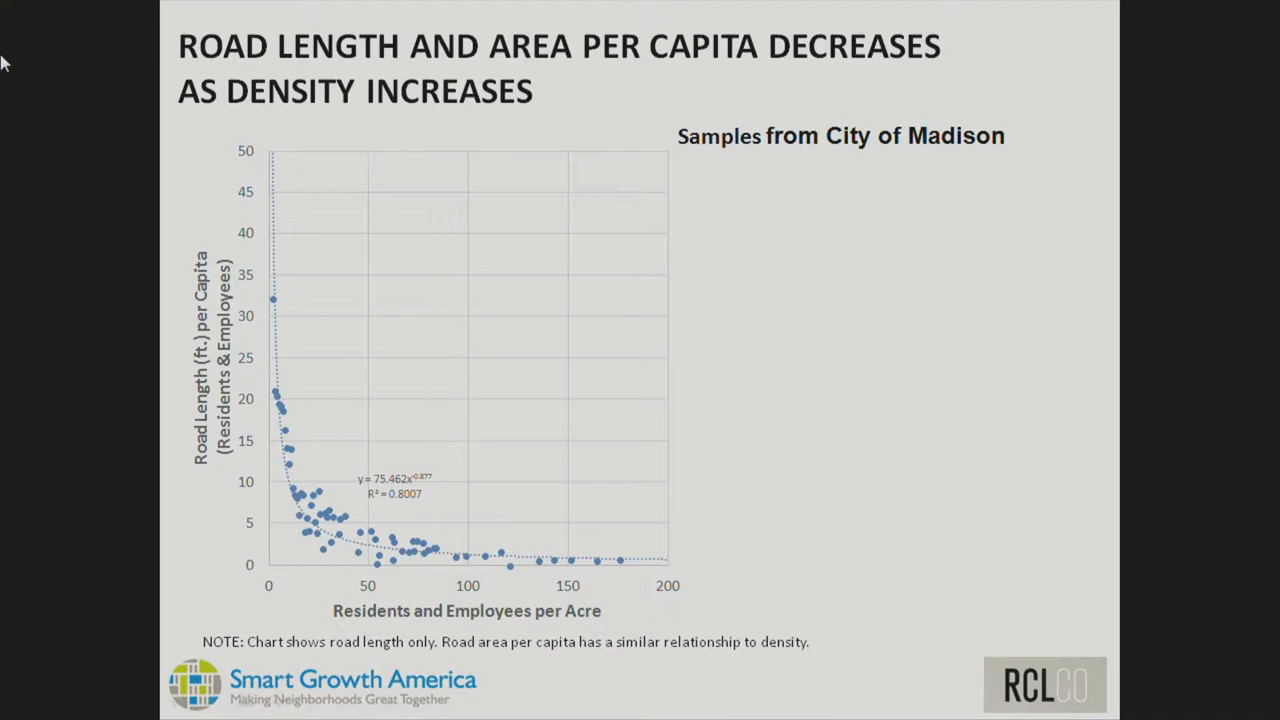 ROAD LENGTH AND AREA PER CAPITA DECREASES
AS DENSITY INCREASES
Samples from City of Madison
50
45
40
35
30
25
20
15
10
5
0
Road Length (ft.) per Capita
(Residents & Employees)
y = 75.462x^-0.877
R² = 0.8007
0 50 100 150 200
Residents and Employees per Acre
NOTE: Chart shows road length only. Road area per capita has a similar relationship to density.
Smart Growth America
Making Neighborhoods Great Together
RCLCO